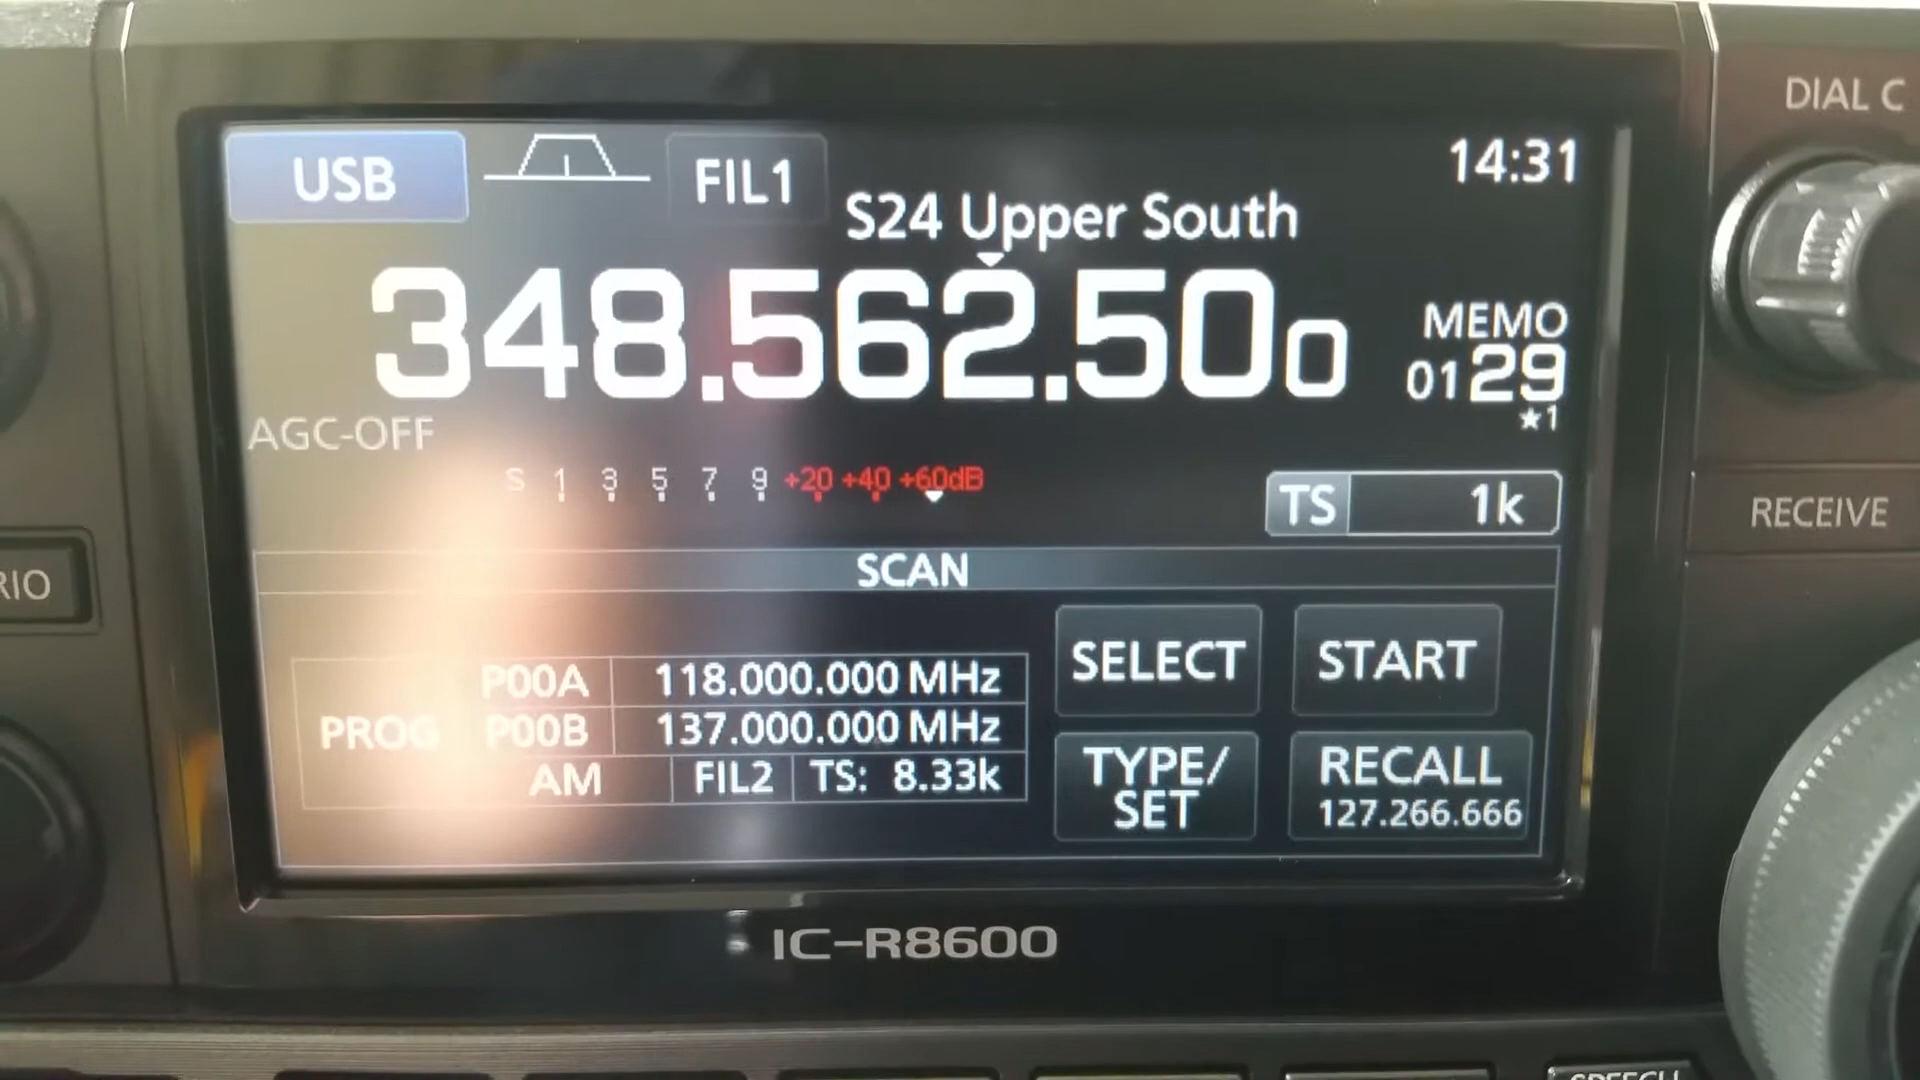 DIAL C
USB FIL1 14:31
S24 Upper South
348.562.500
MEMO
0129
★1
AGC-OFF
S 1 3 5 7 9 +20 +40 +60dB
TS 1k
RECEIVE
RIO
SCAN
PROG
P00A 118.000.000 MHz
P00B 137.000.000 MHz
AM FIL2 TS: 8.33k
SELECT START
TYPE/
SET
RECALL
127.266.666
IC-R8600
SPEECH